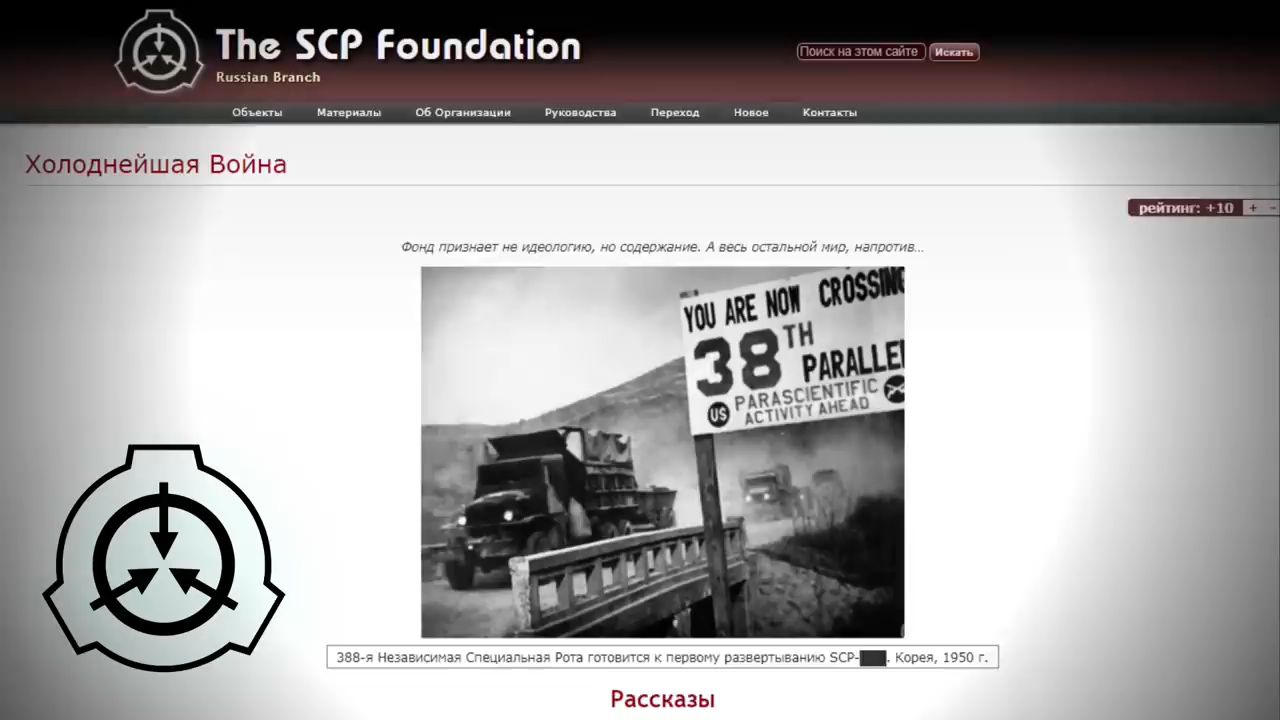 The SCP Foundation
Russian Branch
Поиск на этом сайте
Искать
Объекты
Материалы
Об Организации
Руководства
Переход
Новое
Контакты
Холоднейшая Война
рейтинг: +10 + −
Фонд признает не идеологию, но содержание. А весь остальной мир, напротив...
YOU ARE NOW CROSSING
38TH PARALLEL
US PARASCIENTIFIC
ACTIVITY AHEAD
388-я Независимая Специальная Рота готовится к первому развертыванию SCP-███. Корея, 1950 г.
Рассказы